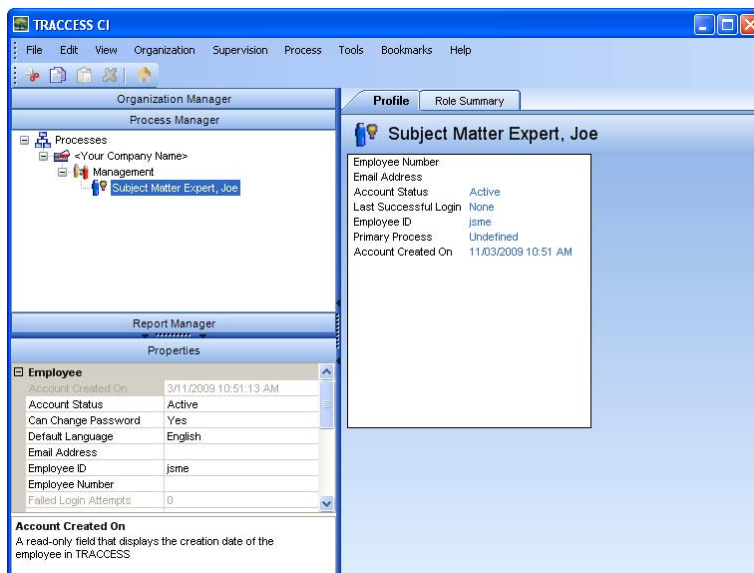 TRACCESS CI
File Edit View Organization Supervision Process Tools Bookmarks Help
Organization Manager
Process Manager
Processes
<Your Company Name>
Management
Subject Matter Expert, Joe
Report Manager
Properties
Employee
Account Created On 3/11/2009 10:51:13 AM
Account Status Active
Can Change Password Yes
Default Language English
Email Address
Employee ID jsme
Employee Number
Failed Login Attempts 0
Account Created On
A read-only field that displays the creation date of the
employee in TRACCESS
Profile Role Summary
Subject Matter Expert, Joe
Employee Number
Email Address
Account Status Active
Last Successful Login None
Employee ID jsme
Primary Process Undefined
Account Created On 11/03/2009 10:51 AM